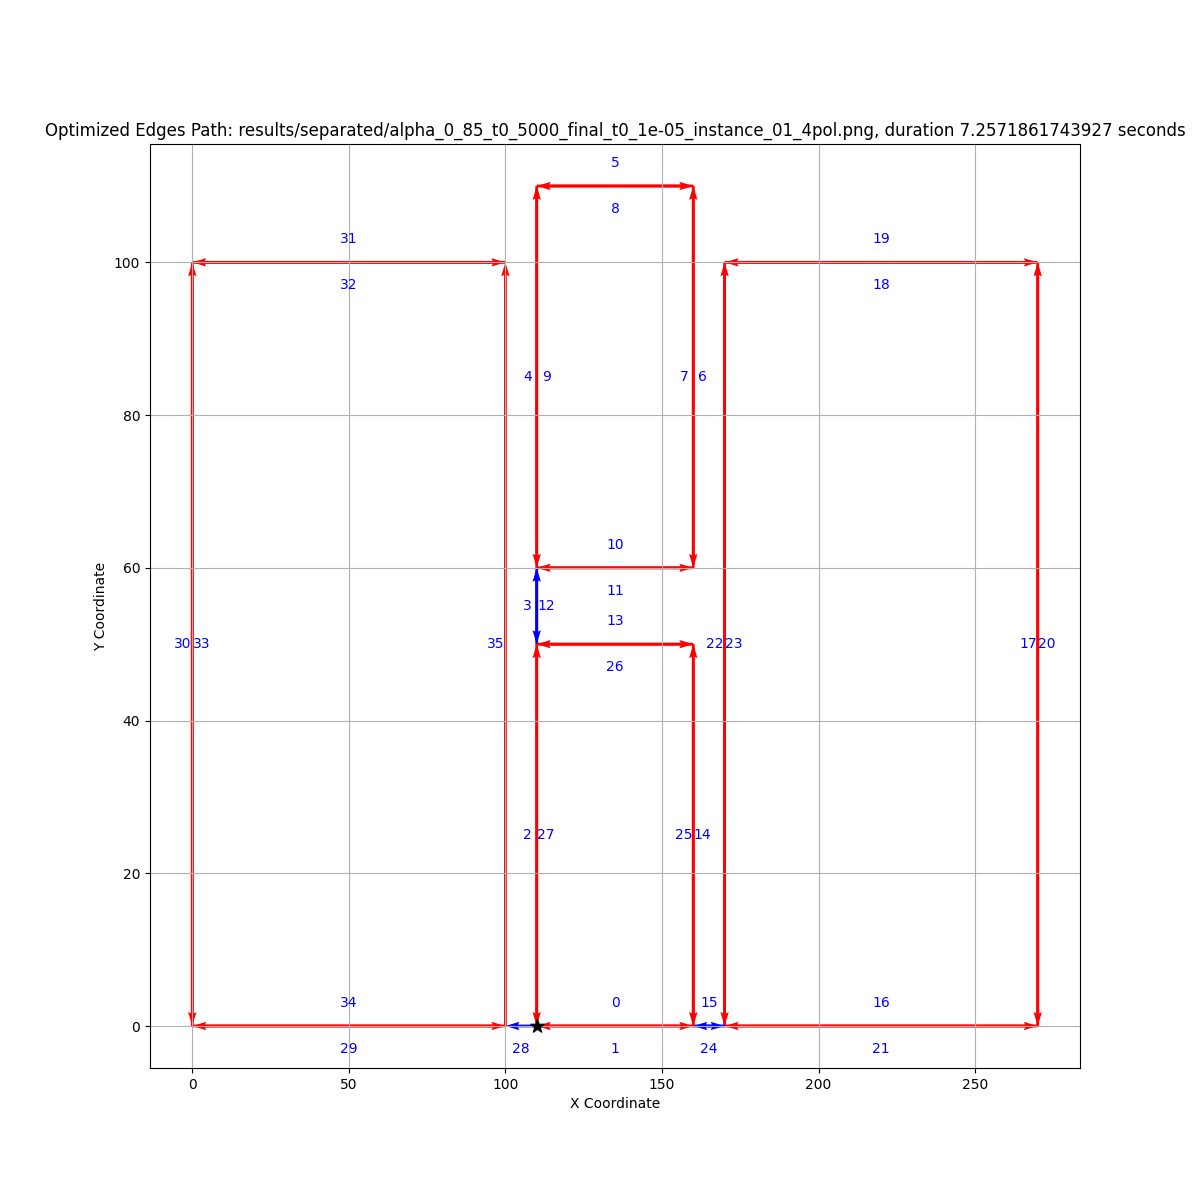 Optimized Edges Path: results/separated/alpha_0_85_t0_5000_final_t0_1e-05_instance_01_4pol.png, duration 7.2571861743927 seconds
5
8
31
19
100
32
18
4 9 7 6
80
10
60
11
3 12
13
30 33 35 22 23 17 20
26
40
2 27 25 14
20
34 0 15 16
0
29 28 1 24 21
0 50 100 150 200 250
X Coordinate
Y Coordinate